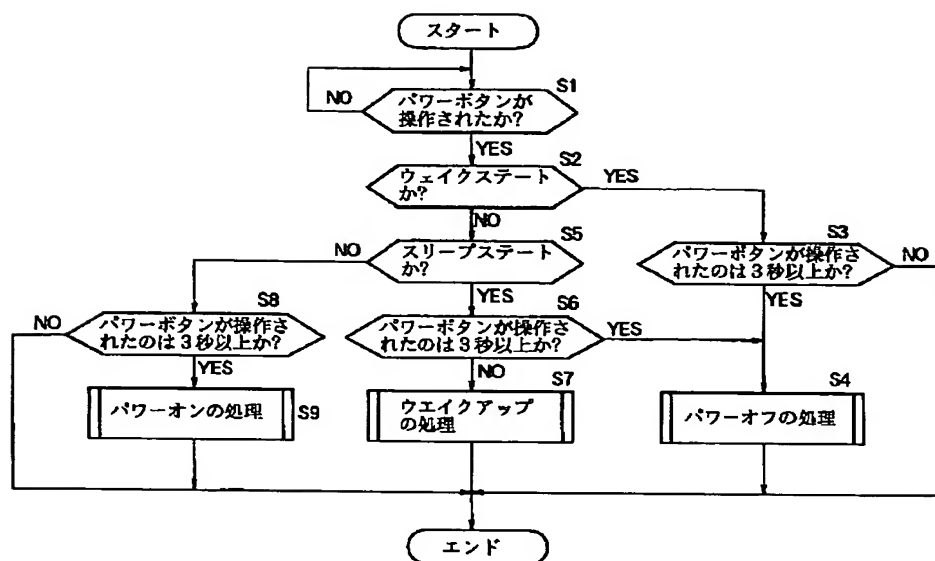 スタート
S1
NO
パワーボタンが
操作されたか?
YES
S2
ウェイクステート
か?
YES
NO
S5
S3
NO
スリープステート
か?
パワーボタンが操作さ
れたのは3秒以上か?
NO
YES
YES
S8
S6
NO
パワーボタンが操作さ
れたのは3秒以上か?
パワーボタンが操作さ
れたのは3秒以上か?
YES
YES
NO
S7
S4
パワーオンの処理
S9
ウエイクアップ
の処理
パワーオフの処理
エンド